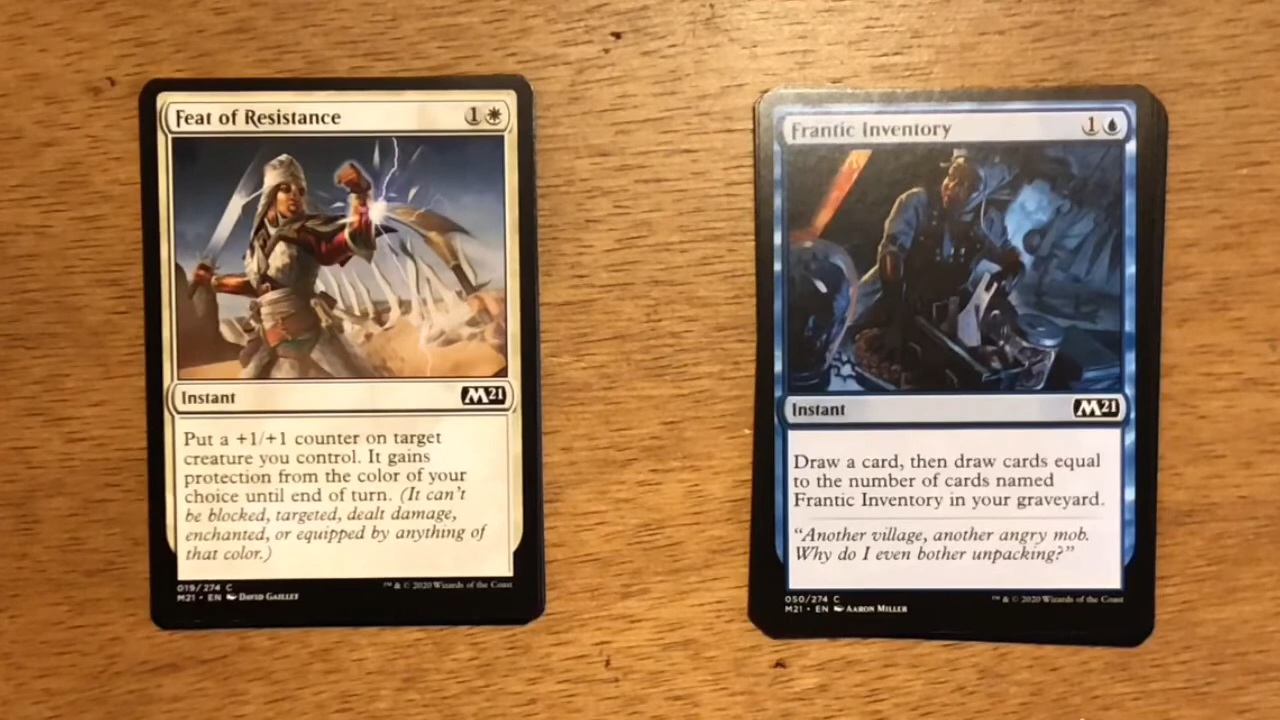 Feat of Resistance 1
Instant M21
Put a +1/+1 counter on target
creature you control. It gains
protection from the color of your
choice until end of turn. (It can't
be blocked, targeted, dealt damage,
enchanted, or equipped by anything of
that color.)
019/274 C
M21 • EN DAVID GAILLET
™ & © 2020 Wizards of the Coast
Frantic Inventory 1
Instant M21
Draw a card, then draw cards equal
to the number of cards named
Frantic Inventory in your graveyard.
“Another village, another angry mob.
Why do I even bother unpacking?”
050/274 C
M21 • EN AARON MILLER
™ & © 2020 Wizards of the Coast